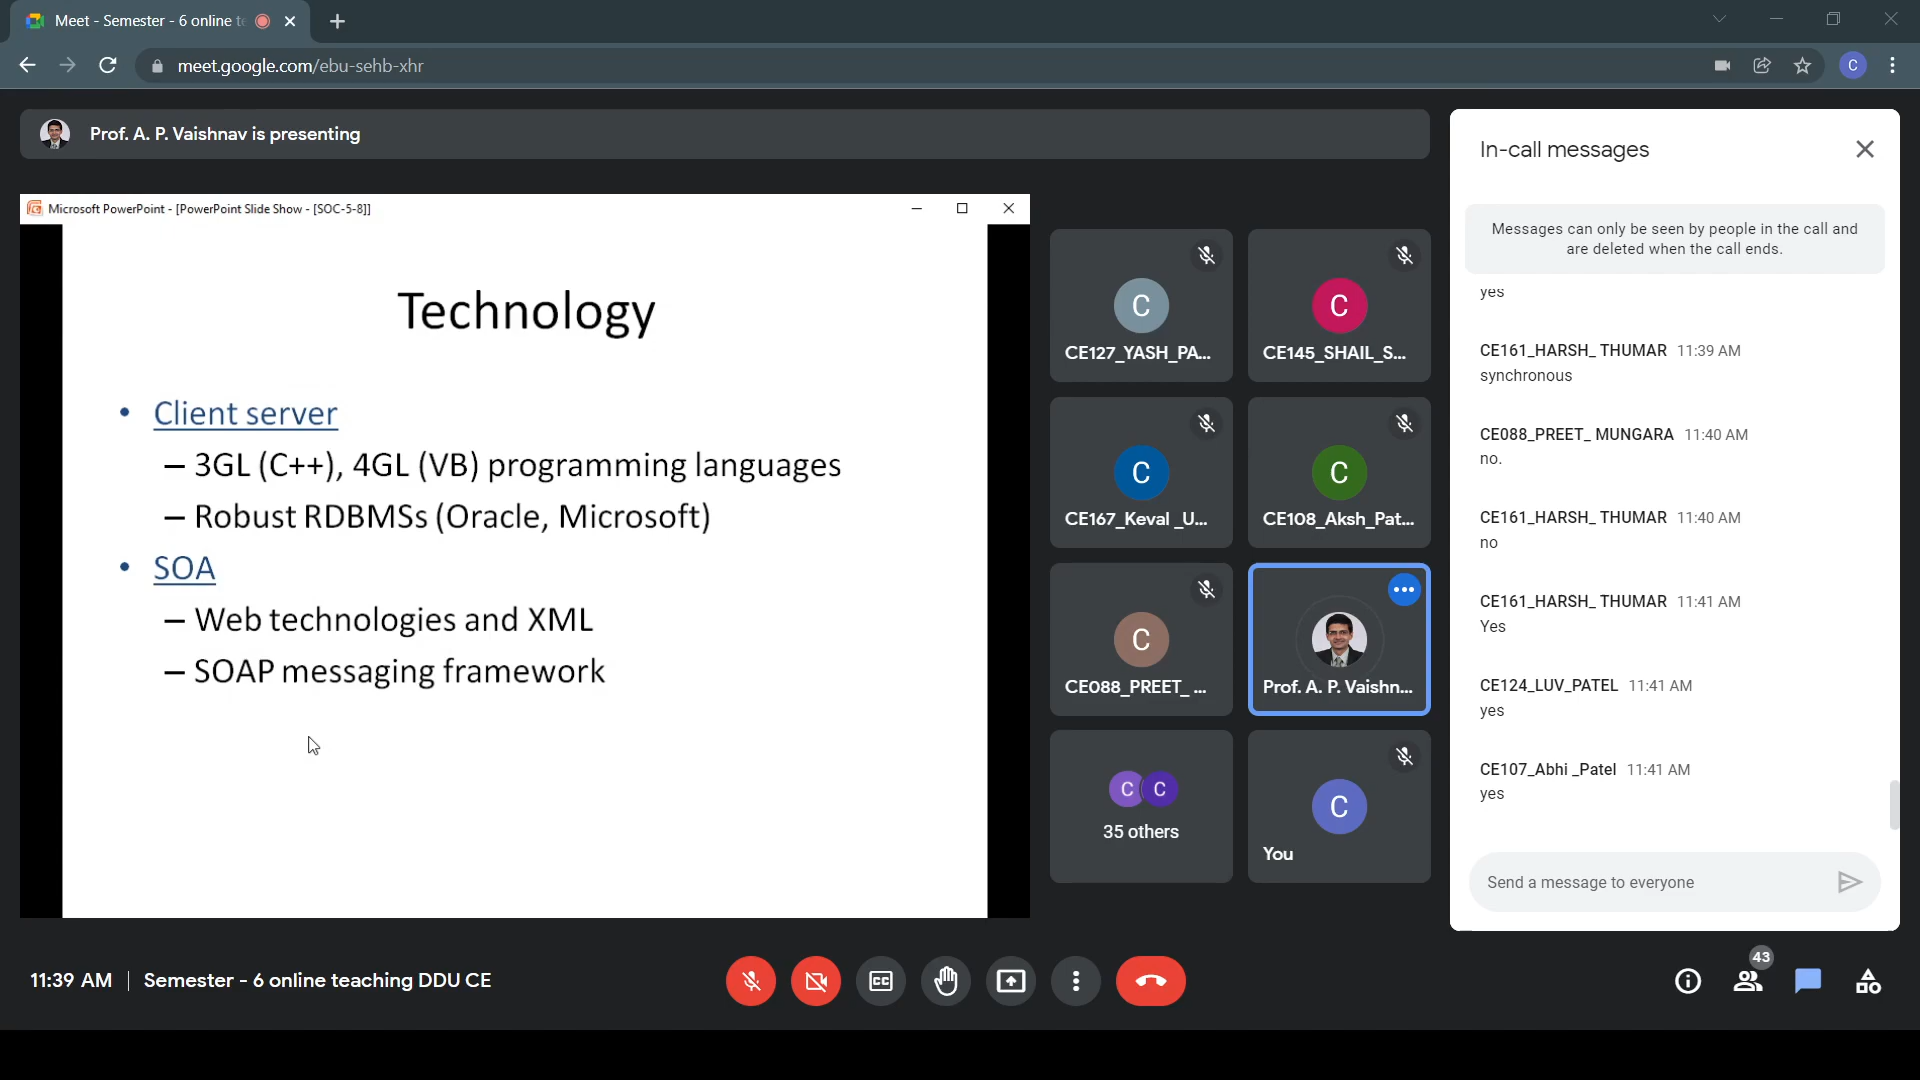 Meet - Semester - 6 online te
meet.google.com/ebu-sehb-xhr
C
Prof. A. P. Vaishnav is presenting
Microsoft PowerPoint - [PowerPoint Slide Show - [SOC-5-8]]
Technology
• Client server
– 3GL (C++), 4GL (VB) programming languages
– Robust RDBMSs (Oracle, Microsoft)
• SOA
– Web technologies and XML
– SOAP messaging framework
C
CE127_YASH_PA...
C
CE145_SHAIL_S...
C
CE167_Keval _U...
C
CE108_Aksh_Pat...
C
CE088_PREET_ ...
Prof. A. P. Vaishn...
C C
35 others
C
You
In-call messages
Messages can only be seen by people in the call and
are deleted when the call ends.
yes
CE161_HARSH_ THUMAR 11:39 AM
synchronous
CE088_PREET_ MUNGARA 11:40 AM
no.
CE161_HARSH_ THUMAR 11:40 AM
no
CE161_HARSH_ THUMAR 11:41 AM
Yes
CE124_LUV_PATEL 11:41 AM
yes
CE107_Abhi _Patel 11:41 AM
yes
Send a message to everyone
11:39 AM | Semester - 6 online teaching DDU CE
CC
43